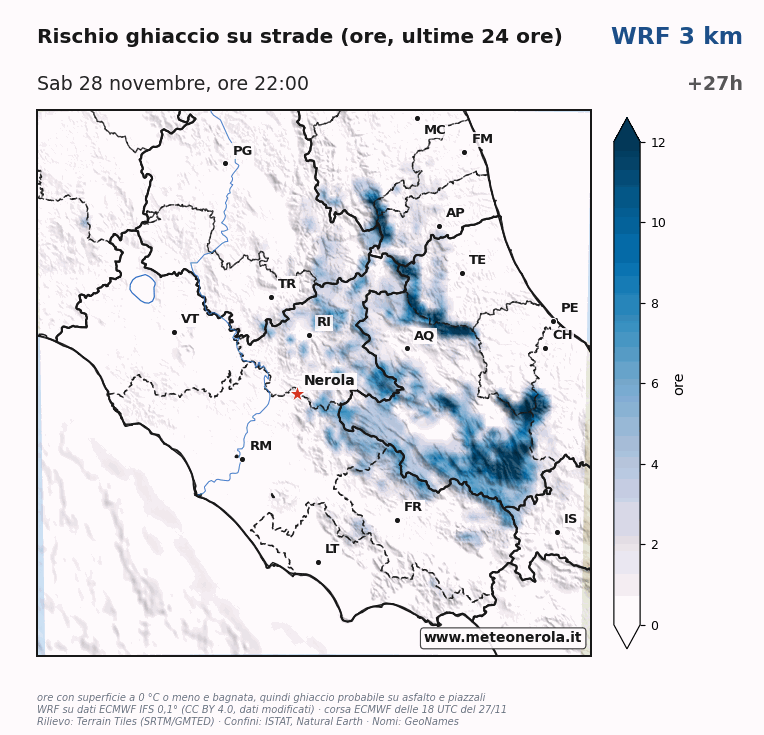 Rischio ghiaccio su strade (ore, ultime 24 ore)
WRF 3 km
Sab 28 novembre, ore 22:00
+27h
MC
FM
PG
AP
TE
TR
PE
VT
RI
AQ
CH
Nerola
RM
FR
IS
LT
www.meteonerola.it
12
10
8
6
4
2
0
ore
ore con superficie a 0 °C o meno e bagnata, quindi ghiaccio probabile su asfalto e piazzali
WRF su dati ECMWF IFS 0,1° (CC BY 4.0, dati modificati) · corsa ECMWF delle 18 UTC del 27/11
Rilievo: Terrain Tiles (SRTM/GMTED) · Confini: ISTAT, Natural Earth · Nomi: GeoNames